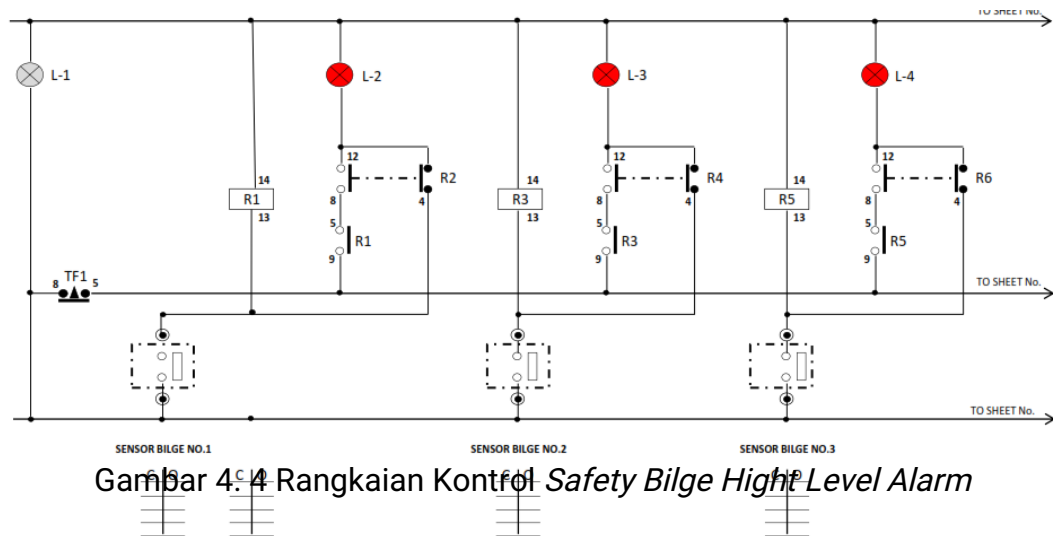 TO SHEET No.
L-1
L-2
L-3
L-4
12
12
12
14
R2
14
R4
14
R6
R1
8
4
R3
8
4
R5
8
4
13
5
13
5
13
5
R1
R3
R5
9
9
9
8 TF1 5
TO SHEET No.
TO SHEET No.
SENSOR BILGE NO.1
SENSOR BILGE NO.2
SENSOR BILGE NO.3
C O
C O
C O
C O
Gambar 4. 4 Rangkaian Kontrol Safety Bilge Hight Level Alarm